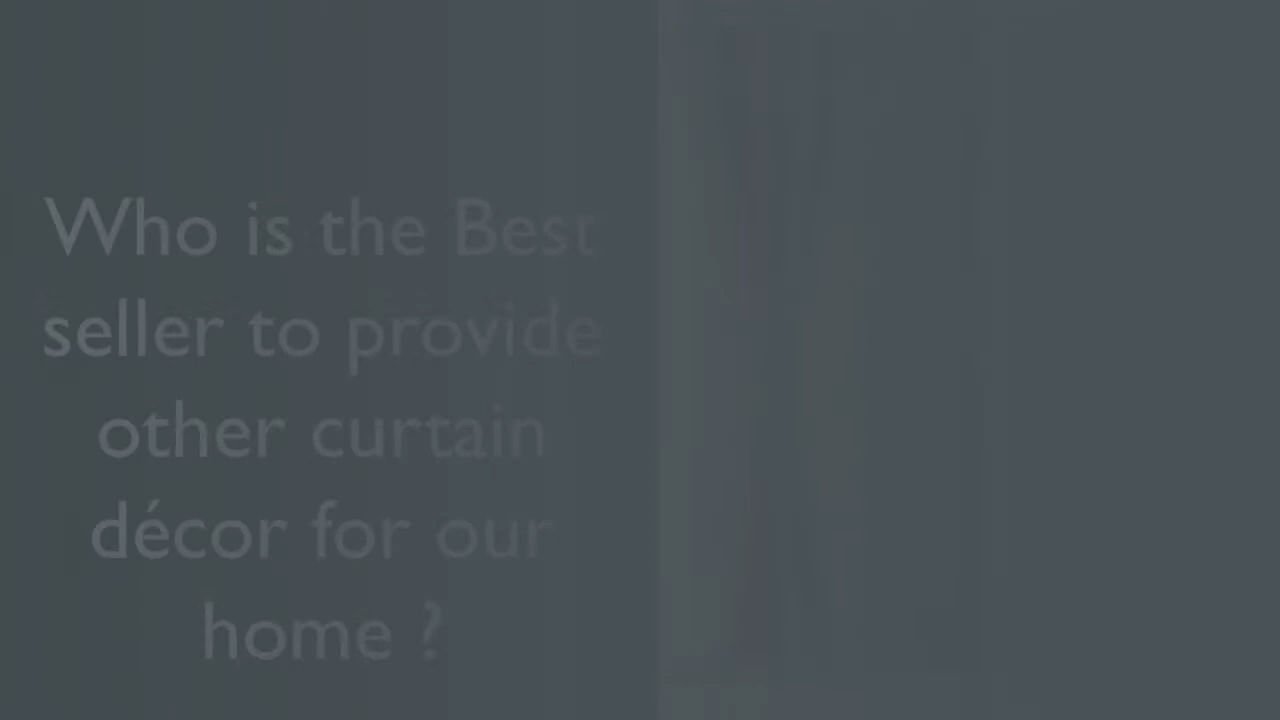 Who is the Best
seller to provide
other curtain
décor for our
home ?